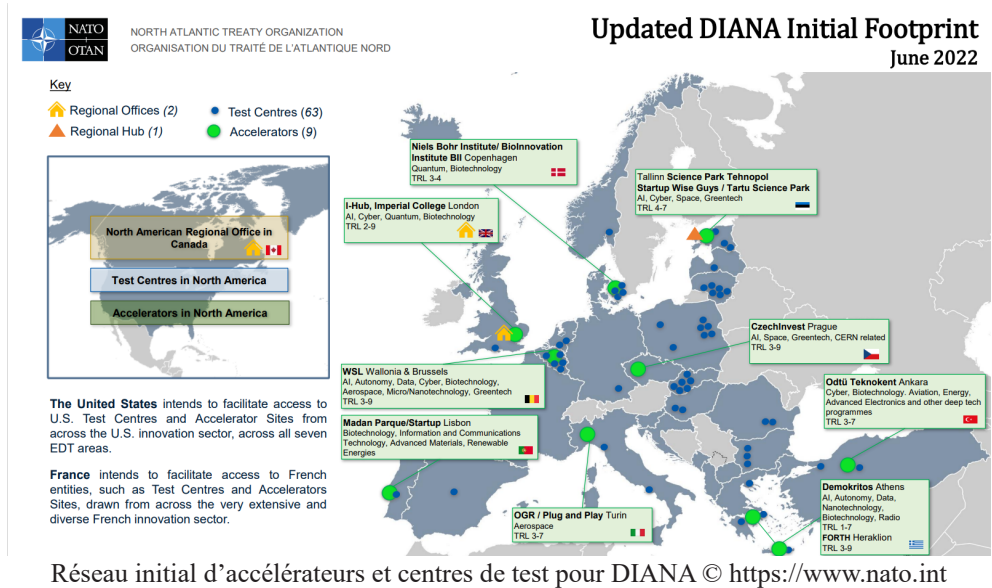 NATO
OTAN
NORTH ATLANTIC TREATY ORGANIZATION
ORGANISATION DU TRAITÉ DE L'ATLANTIQUE NORD
Updated DIANA Initial Footprint
June 2022
Key
Regional Offices (2)
Test Centres (63)
Regional Hub (1)
Accelerators (9)
North American Regional Office in
Canada
Test Centres in North America
Accelerators in North America
The United States intends to facilitate access to
U.S. Test Centres and Accelerator Sites from
across the U.S. innovation sector, across all seven
EDT areas.
France intends to facilitate access to French
entities, such as Test Centres and Accelerators
Sites, drawn from across the very extensive and
diverse French innovation sector.
Niels Bohr Institute/ BioInnovation
Institute BII Copenhagen
Quantum, Biotechnology
TRL 3-4
Tallinn Science Park Tehnopol
Startup Wise Guys / Tartu Science Park
AI, Cyber, Space, Greentech
TRL 4-7
I-Hub, Imperial College London
AI, Cyber, Quantum, Biotechnology
TRL 2-9
CzechInvest Prague
AI, Space, Greentech, CERN related
TRL 3-9
WSL Wallonia & Brussels
AI, Autonomy, Data, Cyber, Biotechnology,
Aerospace, Micro/Nanotechnology, Greentech
TRL 3-9
Odtü Teknokent Ankara
Cyber, Biotechnology. Aviation, Energy,
Advanced Electronics and other deep tech
programmes
TRL 3-7
Madan Parque/Startup Lisbon
Biotechnology, Information and Communications
Technology, Advanced Materials, Renewable
Energies
OGR / Plug and Play Turin
Aerospace
TRL 3-7
Demokritos Athens
AI, Autonomy, Data,
Nanotechnology,
Biotechnology, Radio
TRL 1-7
FORTH Heraklion
TRL 3-9
Réseau initial d'accélérateurs et centres de test pour DIANA © https://www.nato.int